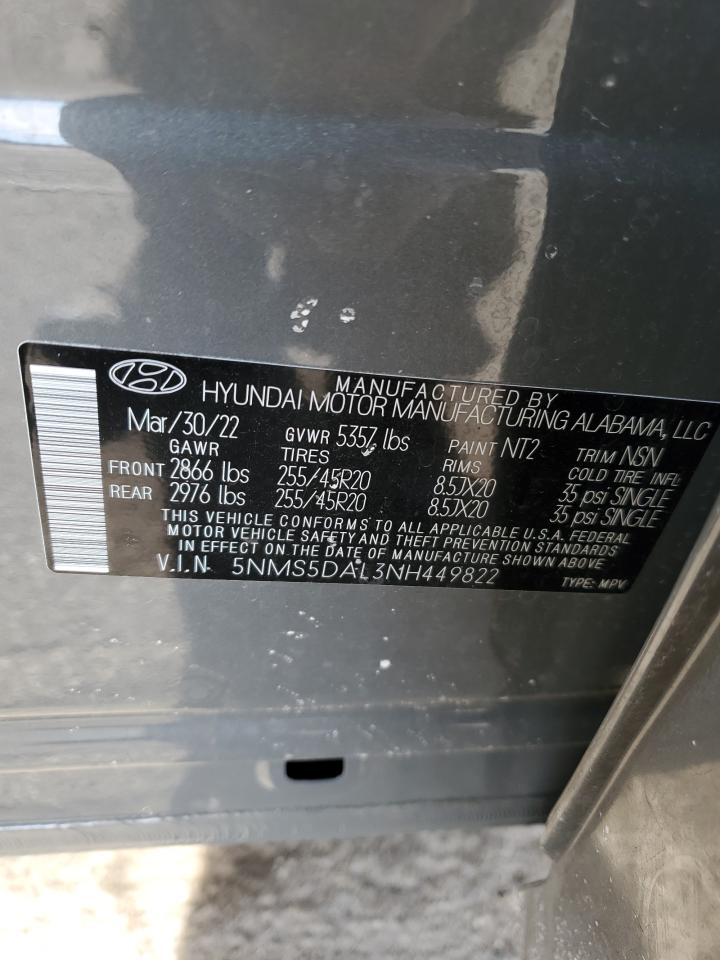 MANUFACTURED BY
HYUNDAI MOTOR MANUFACTURING ALABAMA, LLC
Mar/30/22 GVWR 5357 lbs PAINT NT2 TRIM NSN
GAWR TIRES RIMS COLD TIRE INFL
FRONT 2866 lbs 255/45R20 8.5JX20 35 psi SINGLE
REAR 2976 lbs 255/45R20 8.5JX20 35 psi SINGLE
THIS VEHICLE CONFORMS TO ALL APPLICABLE U.S.A. FEDERAL
MOTOR VEHICLE SAFETY AND THEFT PREVENTION STANDARDS
IN EFFECT ON THE DATE OF MANUFACTURE SHOWN ABOVE
V.I.N. 5NMS5DAL3NH449822 TYPE: MPV